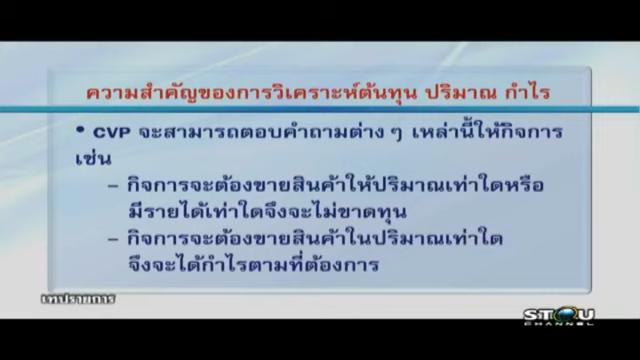 ความสำคัญของการวิเคราะห์ต้นทุน ปริมาณ กำไร
• CVP จะสามารถตอบคำถามต่าง ๆ เหล่านี้ให้กิจการ
เช่น
– กิจการจะต้องขายสินค้าให้ปริมาณเท่าใดหรือ
มีรายได้เท่าใดจึงจะไม่ขาดทุน
– กิจการจะต้องขายสินค้าในปริมาณเท่าใด
จึงจะได้กำไรตามที่ต้องการ
เทปรายการ
STOU
CHANNEL